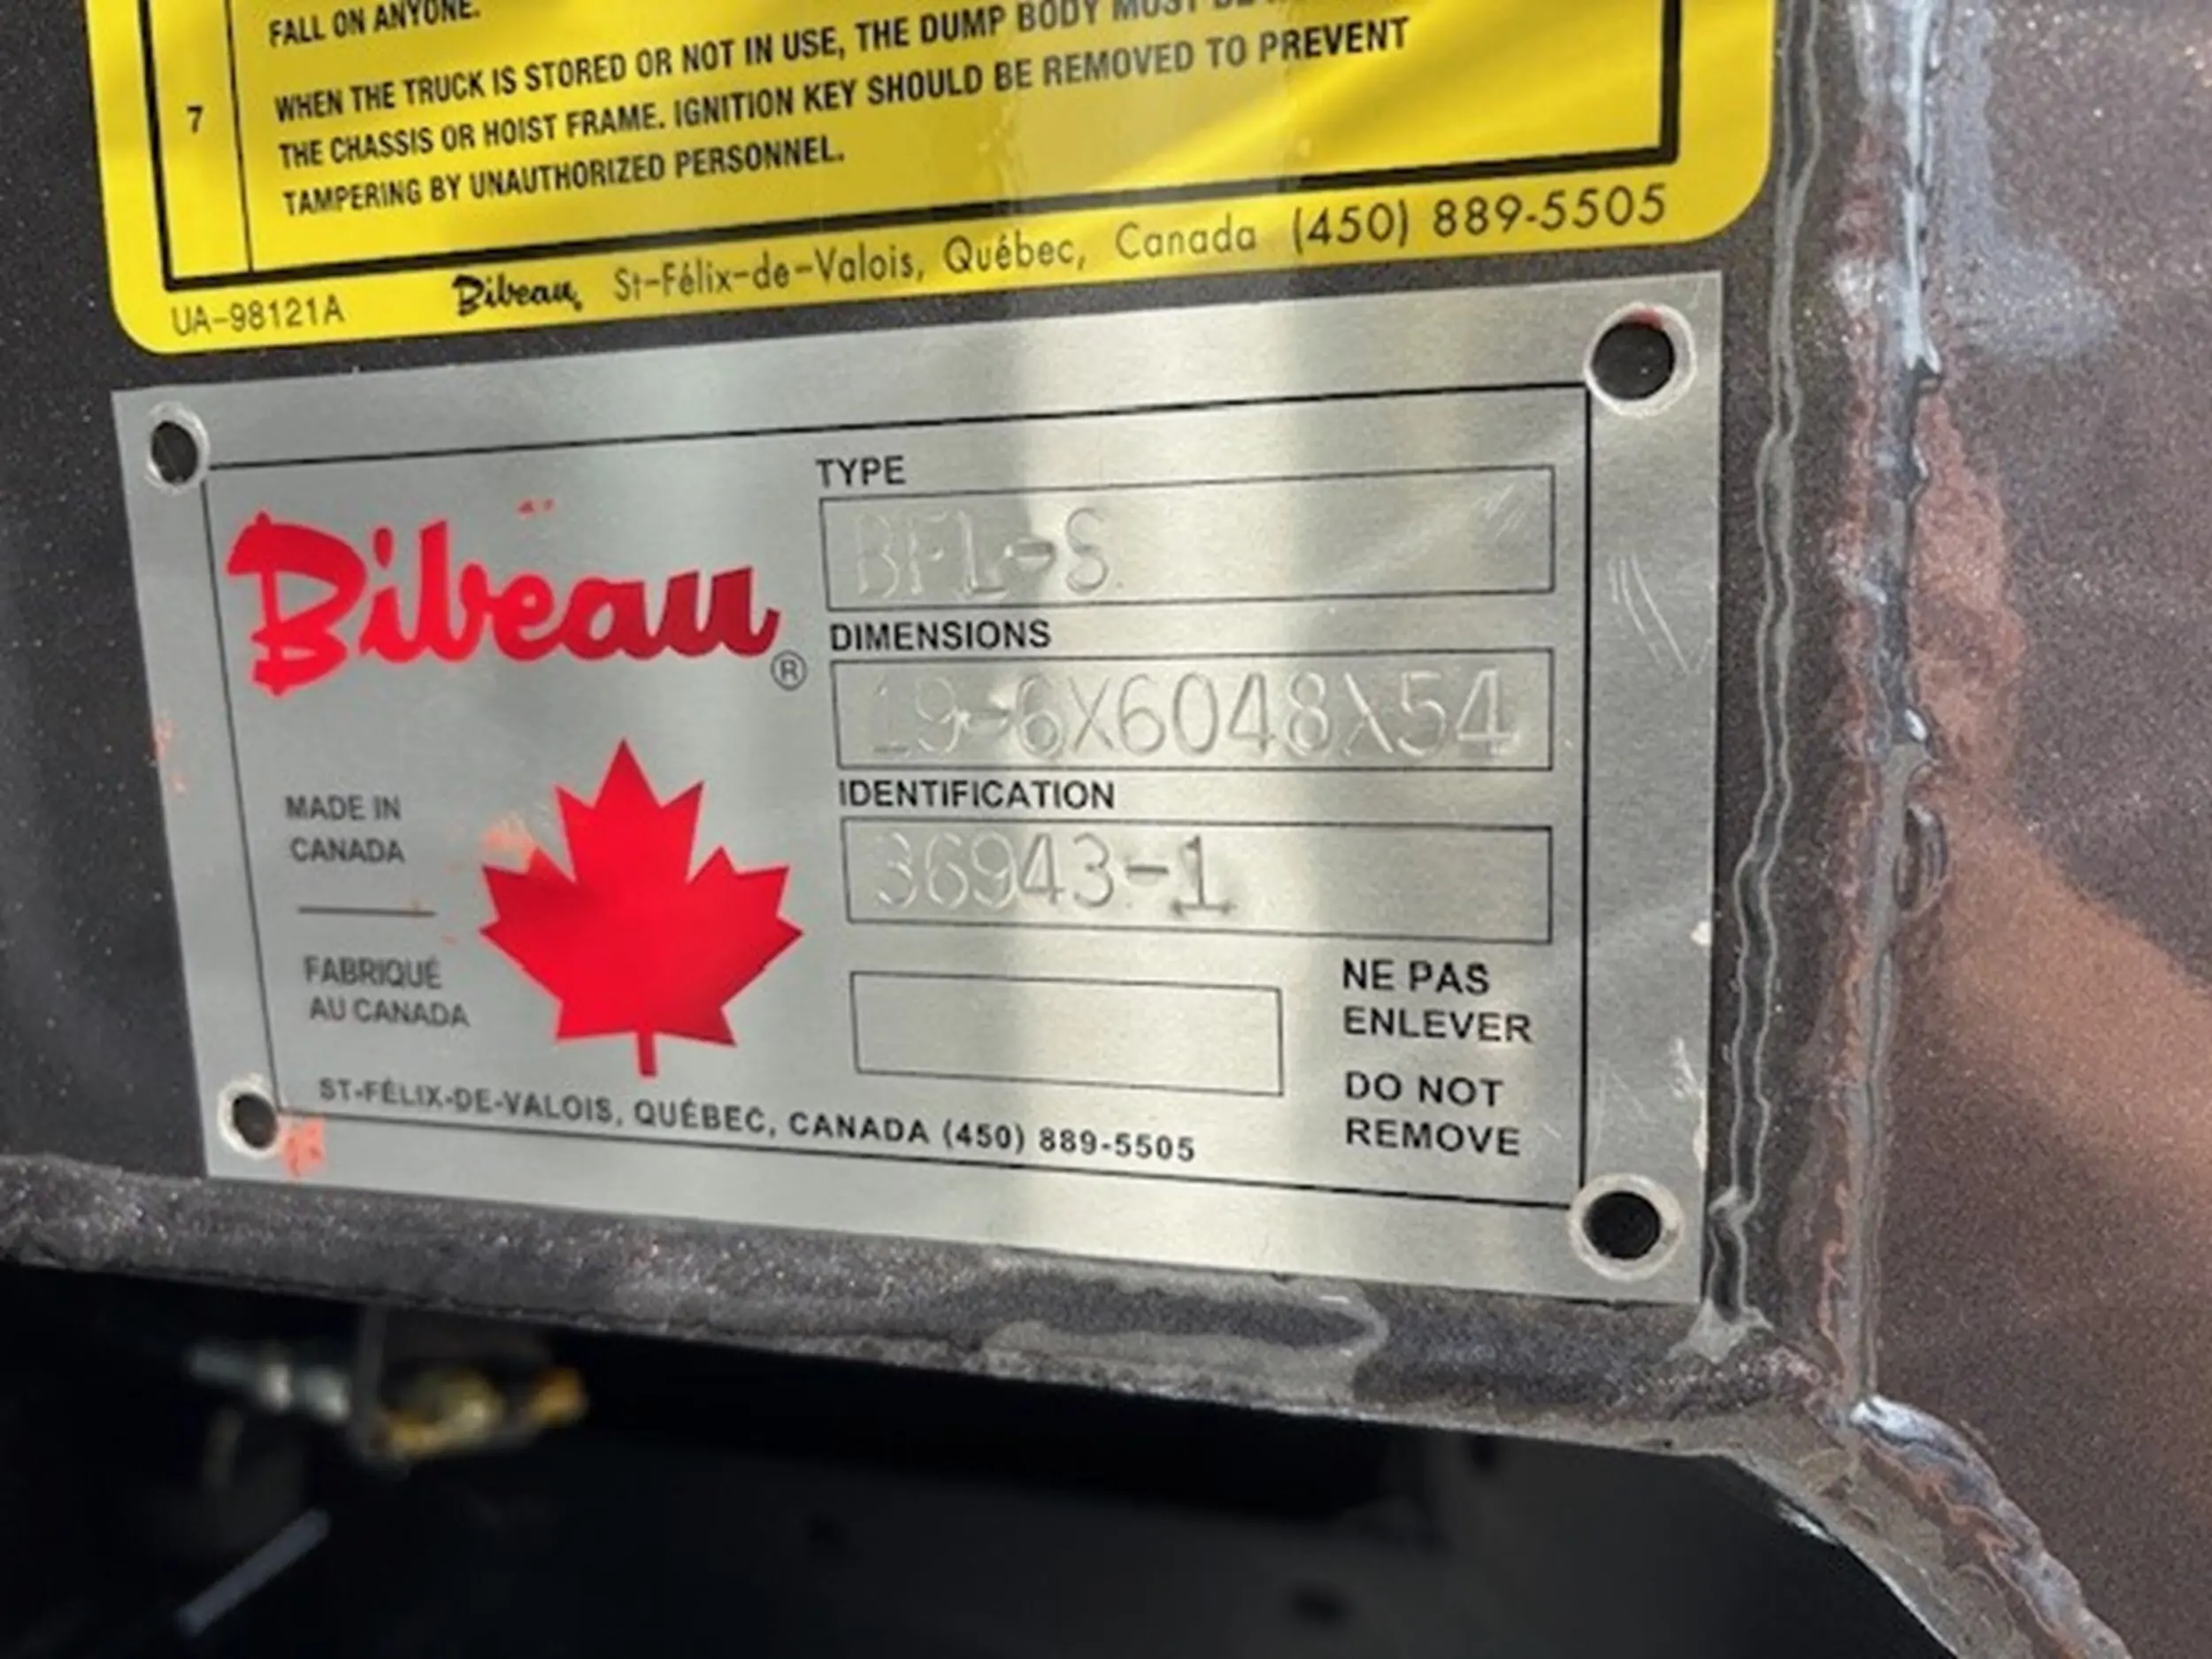 FALL ON ANYONE.
7
WHEN THE TRUCK IS STORED OR NOT IN USE, THE DUMP BODY MUST
THE CHASSIS OR HOIST FRAME. IGNITION KEY SHOULD BE REMOVED TO PREVENT
TAMPERING BY UNAUTHORIZED PERSONNEL.
UA-98121A Bibeau St-Félix-de-Valois, Québec, Canada (450) 889-5505
Bibeau®
TYPE
BFL-S
DIMENSIONS
19-6X6048X54
IDENTIFICATION
36943-1
MADE IN
CANADA
FABRIQUÉ
AU CANADA
NE PAS
ENLEVER
DO NOT
REMOVE
ST-FÉLIX-DE-VALOIS, QUÉBEC, CANADA (450) 889-5505